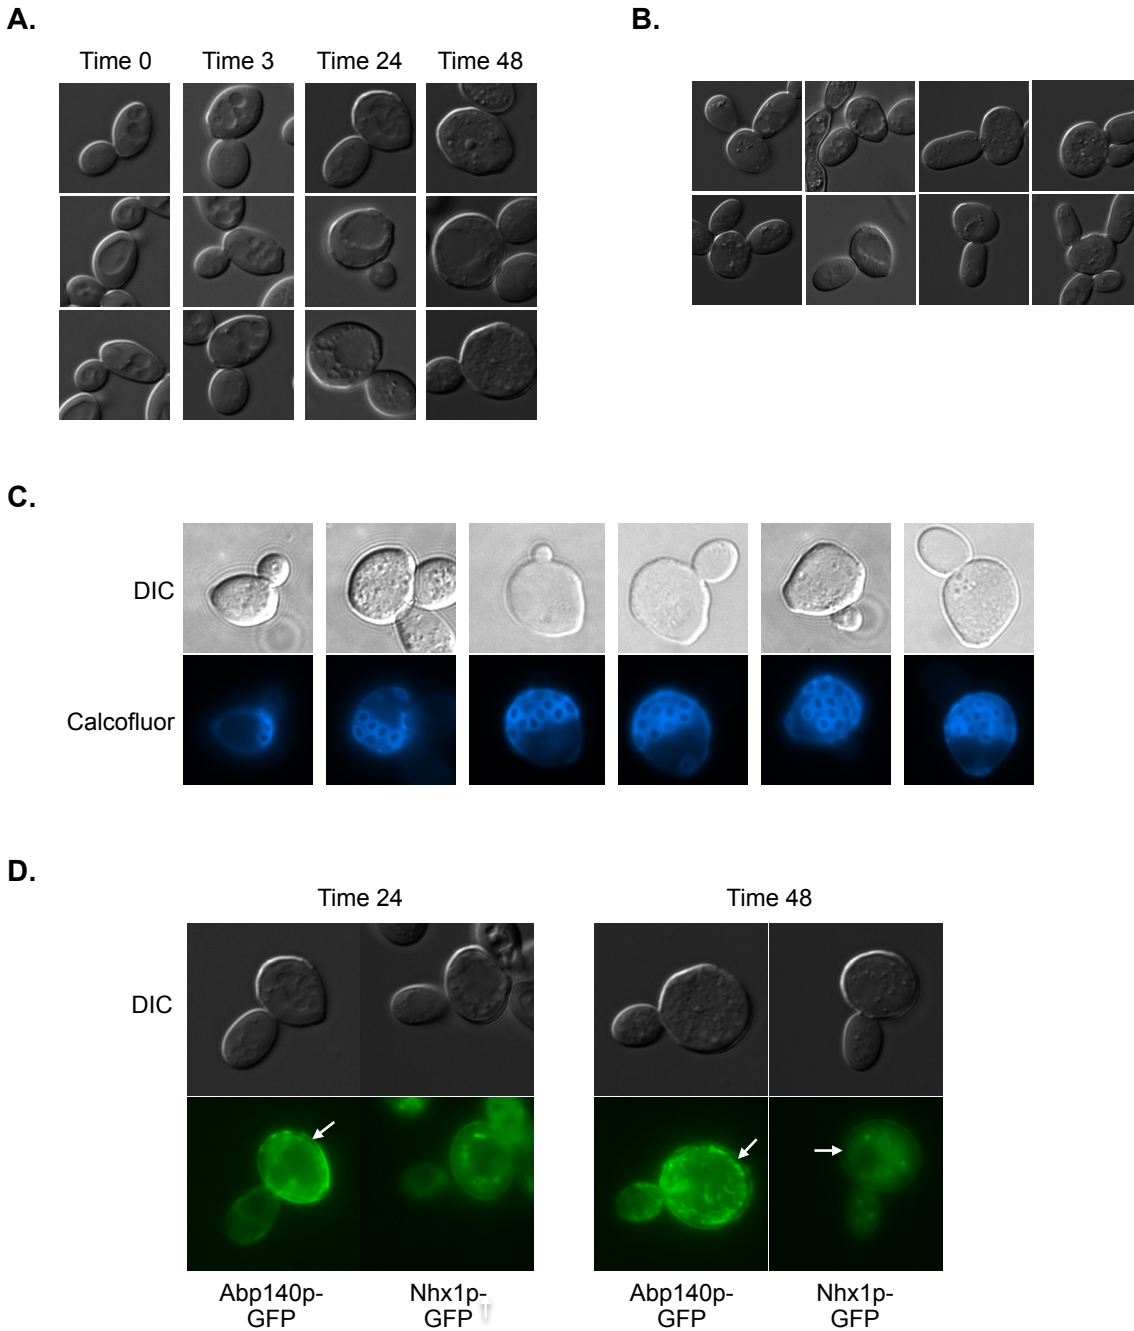 A.
B.
Time 0 Time 3 Time 24 Time 48
C.
DIC
Calcofluor
D.
Time 24 Time 48
DIC
Abp140p-
GFP
Nhx1p-
GFP T
Abp140p-
GFP
Nhx1p-
GFP